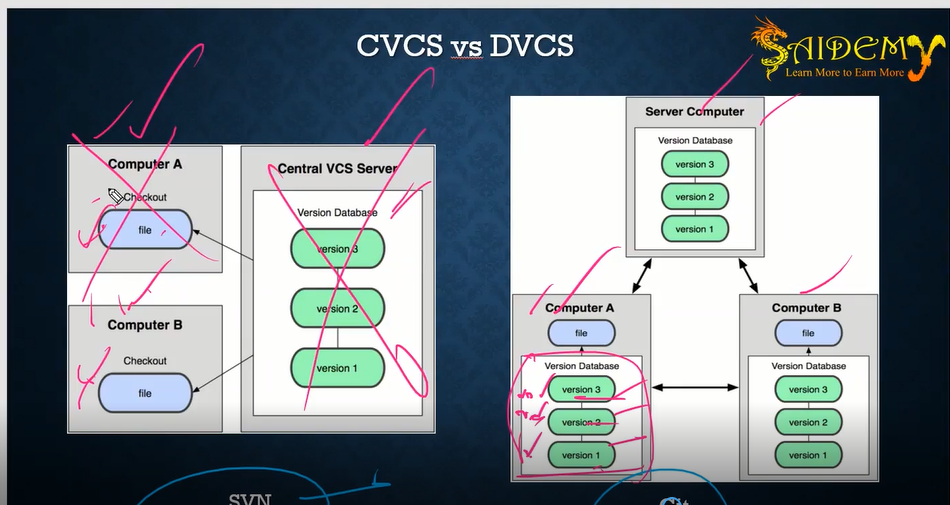 CVCS vs DVCS
SAIDEMY
Learn More to Earn More
Computer A
Checkout
file
Computer B
Checkout
file
Central VCS Server
Version Database
version 3
version 2
version 1
SVN
Server Computer
Version Database
version 3
version 2
version 1
Computer A
file
Version Database
version 3
version 2
version 1
Computer B
file
Version Database
version 3
version 2
version 1